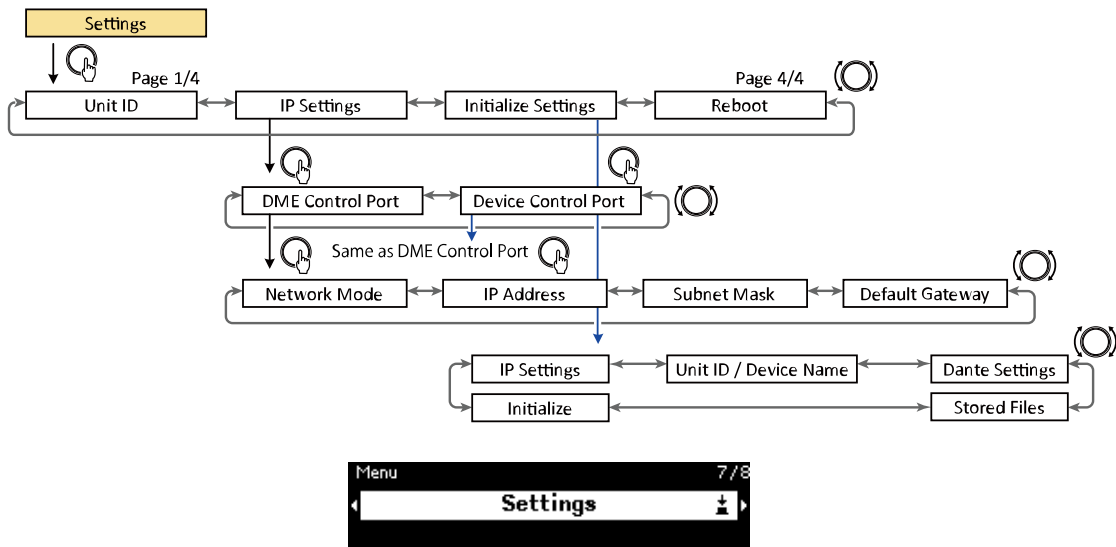 Settings
Page 1/4 Page 4/4
Unit ID IP Settings Initialize Settings Reboot
DME Control Port Device Control Port
Same as DME Control Port
Network Mode IP Address Subnet Mask Default Gateway
IP Settings Unit ID / Device Name Dante Settings
Initialize Stored Files
Menu 7/8
Settings